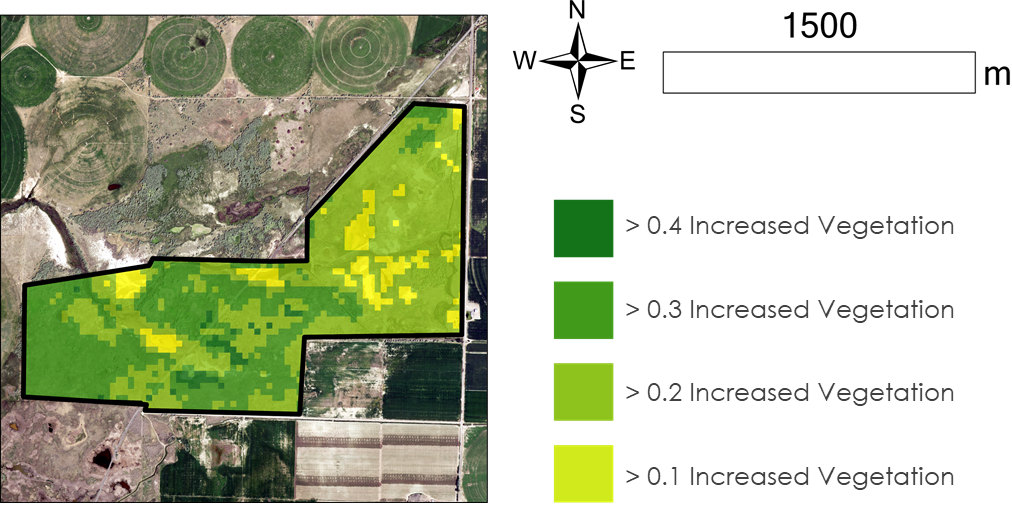 N
W E
S
1500
m
> 0.4 Increased Vegetation
> 0.3 Increased Vegetation
> 0.2 Increased Vegetation
> 0.1 Increased Vegetation